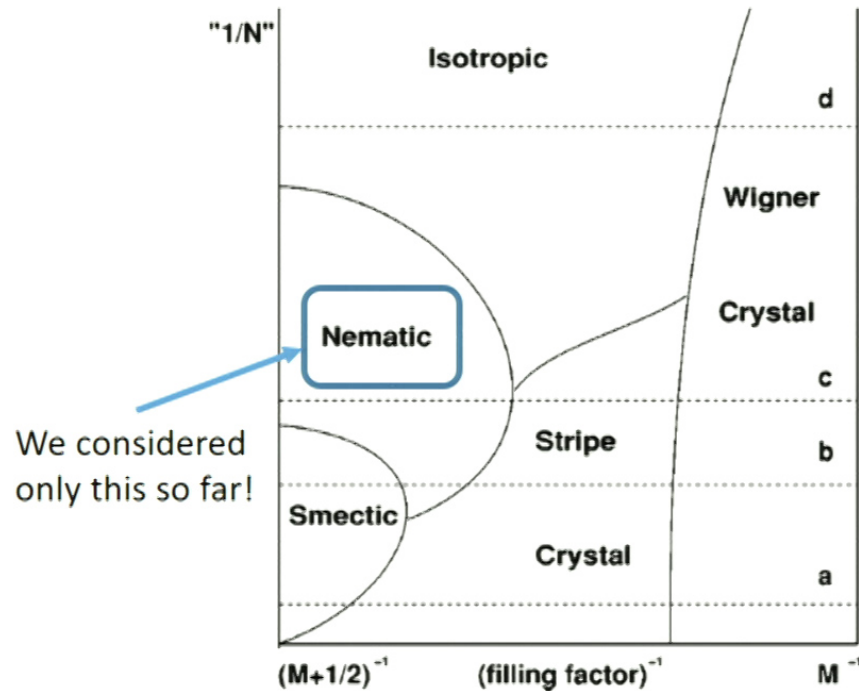 "1/N"
Isotropic
d
Wigner
Nematic
Crystal
c
We considered
only this so far!
Stripe
b
Smectic
Crystal
a
(M+1/2)⁻¹ (filling factor)⁻¹ M⁻¹